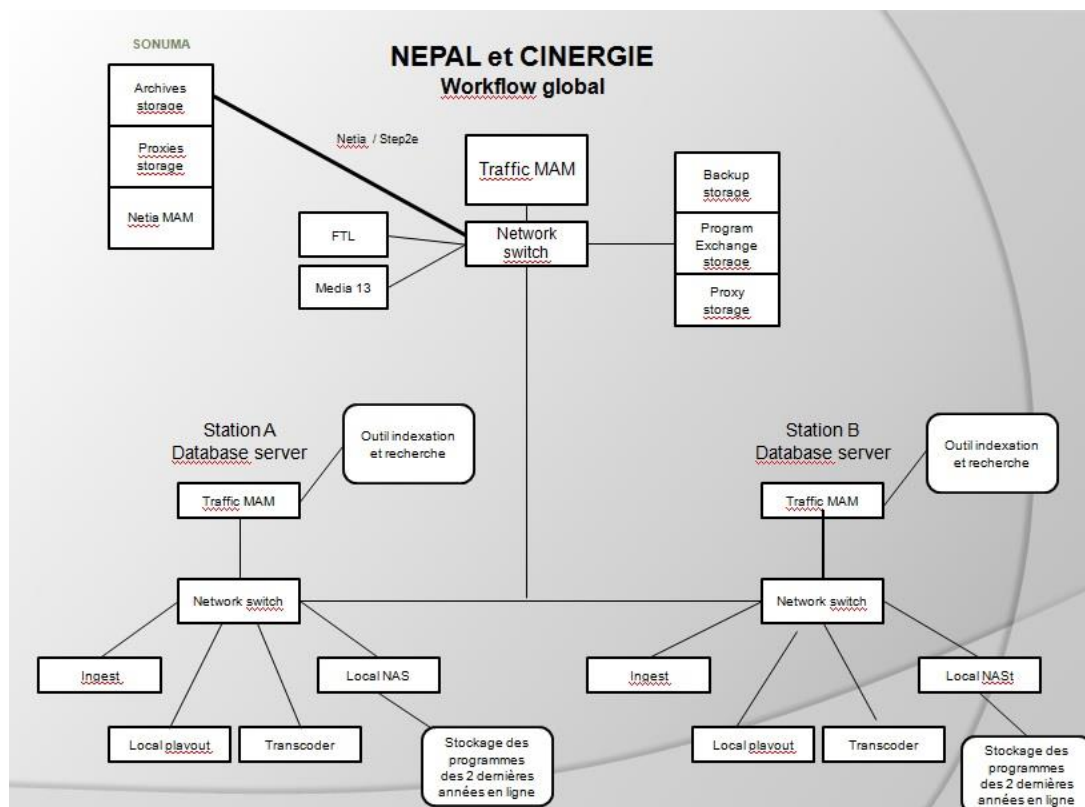 SONUMA
NEPAL et CINERGIE
Workflow global
Archives
storage
Proxies
storage
Netia MAM
Netia / Step2e
Traffic MAM
Network
switch
FTL
Media 13
Backup
storage
Program
Exchange
storage
Proxy
storage
Station A
Database server
Outil indexation
et recherche
Traffic MAM
Network switch
Ingest
Local NAS
Local playout
Transcoder
Stockage des
programmes
des 2 dernières
années en ligne
Station B
Database server
Outil indexation
et recherche
Traffic MAM
Network switch
Ingest
Local NASt
Local playout
Transcoder
Stockage des
programmes
des 2 dernières
années en ligne